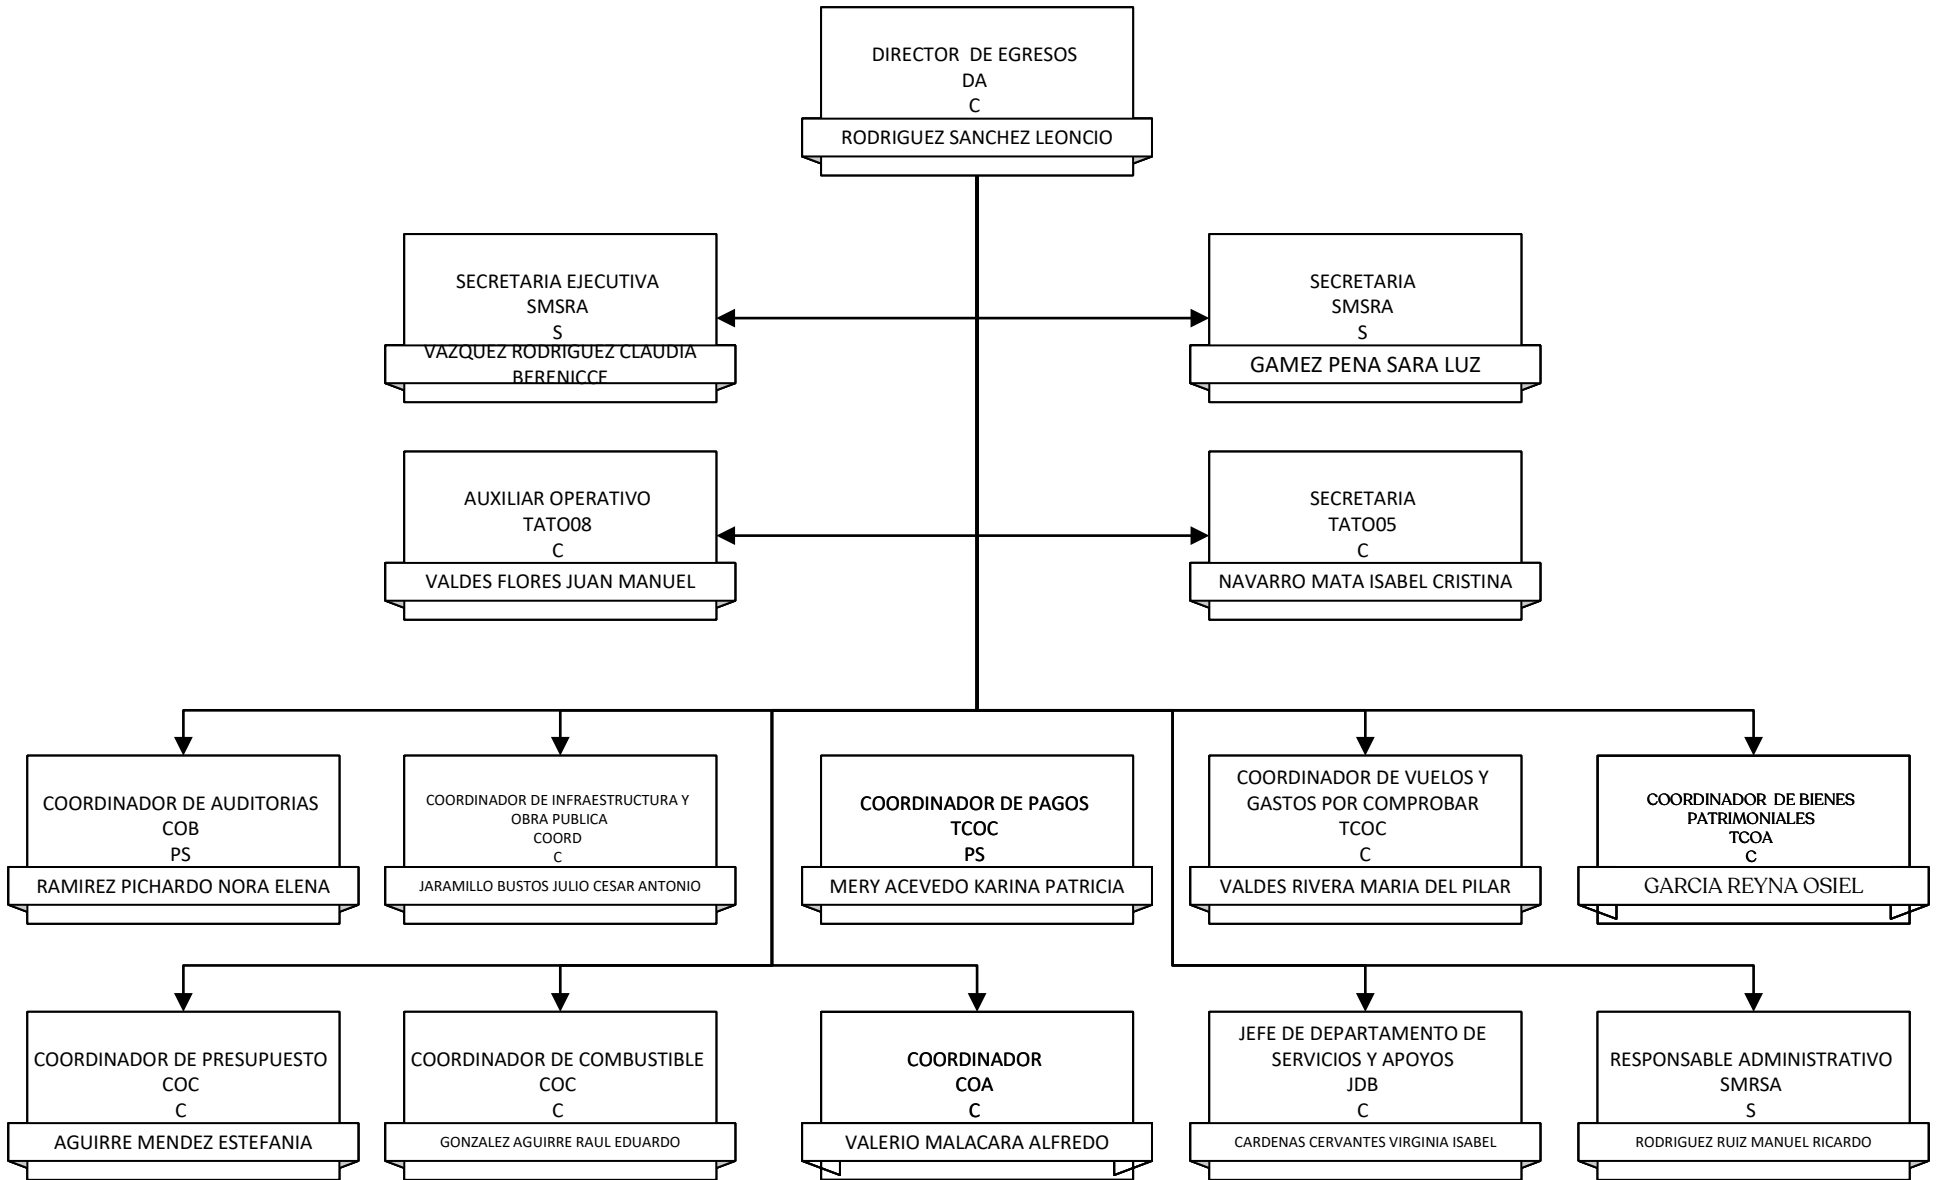 DIRECTOR  DE EGRESOS
DA
C
RODRIGUEZ SANCHEZ LEONCIO
SECRETARIA EJECUTIVA
SMSRA
S
VAZQUEZ RODRIGUEZ CLAUDIA
BERENICCE
SECRETARIA
SMSRA
S
GAMEZ PENA SARA LUZ
AUXILIAR OPERATIVO
TATO08
C
VALDES FLORES JUAN MANUEL
SECRETARIA
TATO05
C
NAVARRO MATA ISABEL CRISTINA
COORDINADOR DE AUDITORIAS
COB
PS
RAMIREZ PICHARDO NORA ELENA
COORDINADOR DE INFRAESTRUCTURA Y
OBRA PUBLICA
COORD
C
JARAMILLO BUSTOS JULIO CESAR ANTONIO
COORDINADOR DE PAGOS
TCOC
PS
MERY ACEVEDO KARINA PATRICIA
COORDINADOR DE VUELOS Y
GASTOS POR COMPROBAR
TCOC
C
VALDES RIVERA MARIA DEL PILAR
COORDINADOR  DE BIENES
PATRIMONIALES
TCOA
C
GARCIA REYNA OSIEL
COORDINADOR DE PRESUPUESTO
COC
C
AGUIRRE MENDEZ ESTEFANIA
COORDINADOR DE COMBUSTIBLE
COC
C
GONZALEZ AGUIRRE RAUL EDUARDO
COORDINADOR
COA
C
VALERIO MALACARA ALFREDO
JEFE DE DEPARTAMENTO DE
SERVICIOS Y APOYOS
JDB
C
CARDENAS CERVANTES VIRGINIA ISABEL
RESPONSABLE ADMINISTRATIVO
SMRSA
S
RODRIGUEZ RUIZ MANUEL RICARDO